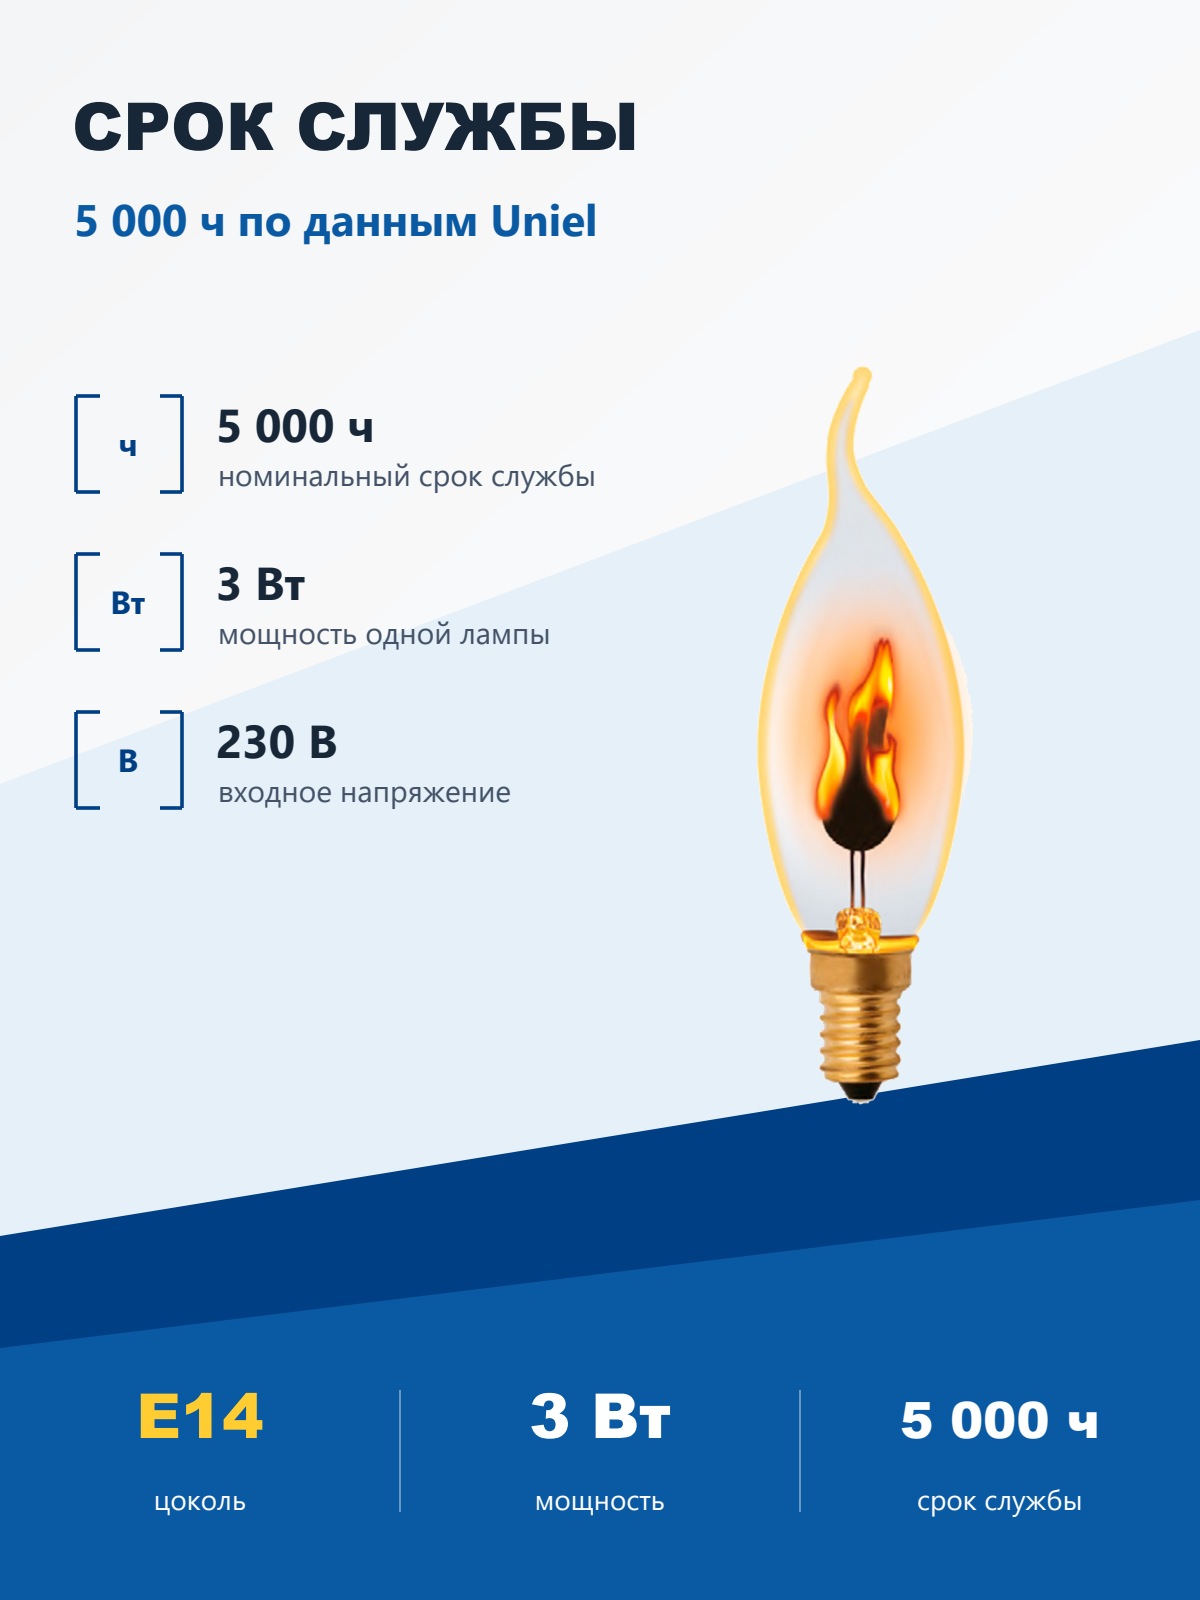 СРОК СЛУЖБЫ
5 000 ч по данным Uniel
ч
5 000 ч
номинальный срок службы
Вт
3 Вт
мощность одной лампы
В
230 В
входное напряжение
E14
цоколь
3 Вт
мощность
5 000 ч
срок службы